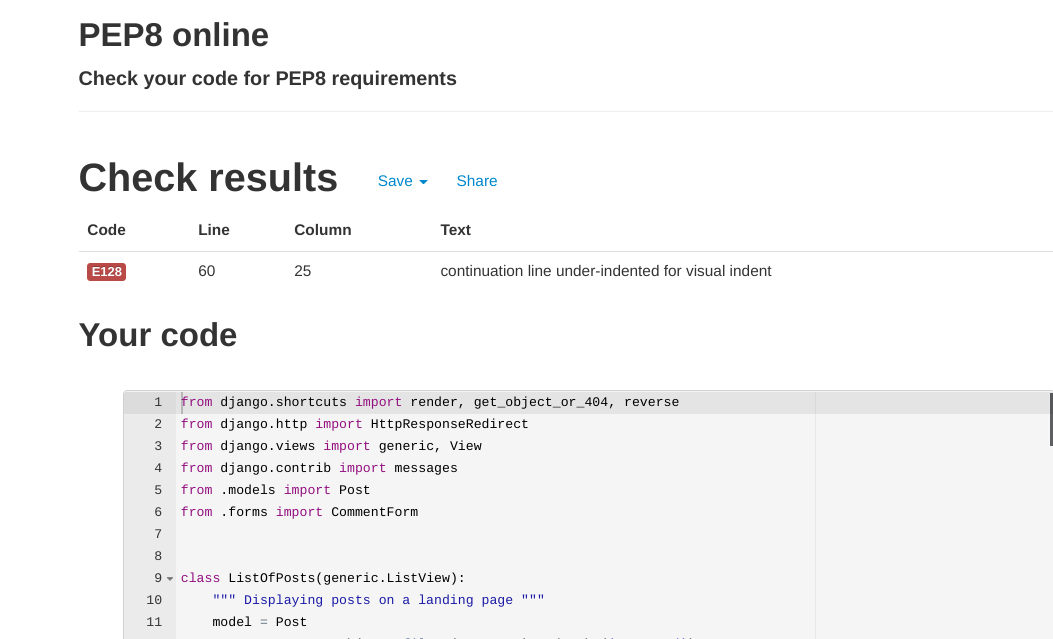 PEP8 online
Check your code for PEP8 requirements
Check results Save Share
Code Line Column Text
E128 60 25 continuation line under-indented for visual indent
Your code
1 from django.shortcuts import render, get_object_or_404, reverse
2 from django.http import HttpResponseRedirect
3 from django.views import generic, View
4 from django.contrib import messages
5 from .models import Post
6 from .forms import CommentForm
7
8
9 class ListOfPosts(generic.ListView):
10 """ Displaying posts on a landing page """
11 model = Post